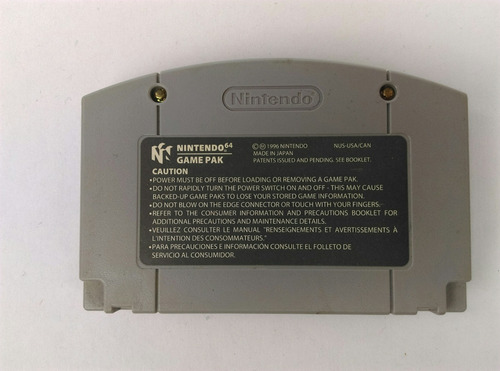 Nintendo
NINTENDO64 © Ⓟ 1996 NINTENDO NUS-USA/CAN
GAME PAK MADE IN JAPAN
PATENTS ISSUED AND PENDING. SEE BOOKLET.
CAUTION
•POWER MUST BE OFF BEFORE LOADING OR REMOVING A GAME PAK.
•DO NOT RAPIDLY TURN THE POWER SWITCH ON AND OFF - THIS MAY CAUSE
BACKED-UP GAME PAKS TO LOSE YOUR STORED GAME INFORMATION.
•DO NOT BLOW ON THE EDGE CONNECTOR OR TOUCH WITH YOUR FINGERS.
•REFER TO THE CONSUMER INFORMATION AND PRECAUTIONS BOOKLET FOR
ADDITIONAL PRECAUTIONS AND MAINTENANCE DETAILS.
•VEUILLEZ CONSULTER LE MANUAL "RENSEIGNEMENTS ET AVERTISSEMENTS À
L'INTENTION DES CONSOMMATEURS."
•PARA PRECAUCIONES E INFORMACIÓN CONSULTE EL FOLLETO DE
SERVICIO AL CONSUMIDOR.